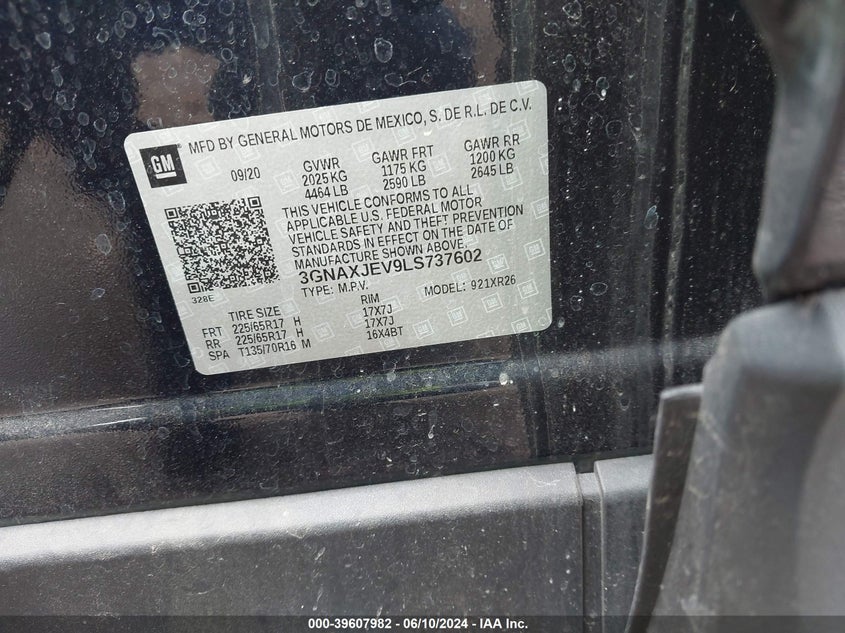 MFD BY GENERAL MOTORS DE MEXICO, S. DE R.L. DE C.V.
GM
09/20 GVWR GAWR FRT GAWR RR
2025 KG 1175 KG 1200 KG
4464 LB 2590 LB 2645 LB
THIS VEHICLE CONFORMS TO ALL
APPLICABLE U.S. FEDERAL MOTOR
VEHICLE SAFETY AND THEFT PREVENTION
STANDARDS IN EFFECT ON THE DATE OF
MANUFACTURE SHOWN ABOVE.
3GNAXJEV9LS737602
328E
TYPE: M.P.V. MODEL: 921XR26
TIRE SIZE RIM
FRT 225/65R17 H 17X7J
RR 225/65R17 H 17X7J
SPA T135/70R16 M 16X4BT
000-39607982 - 06/10/2024 - IAA Inc.